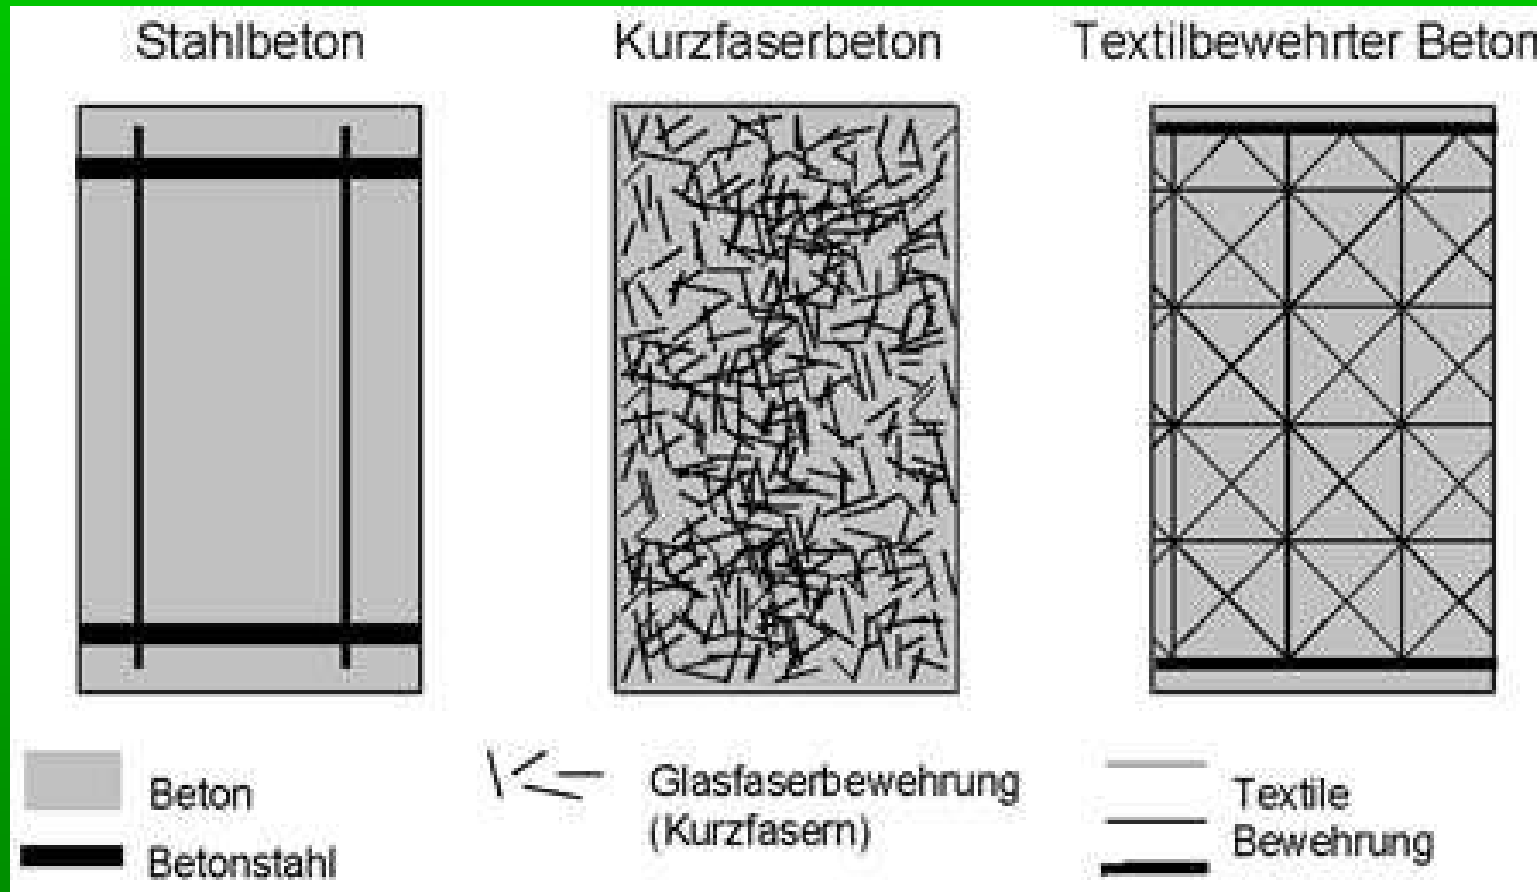 Stahlbeton
Kurzfaserbeton
Textilbewehrter Beton
Beton
Betonstahl
Glasfaserbewehrung
(Kurzfasern)
Textile
Bewehrung